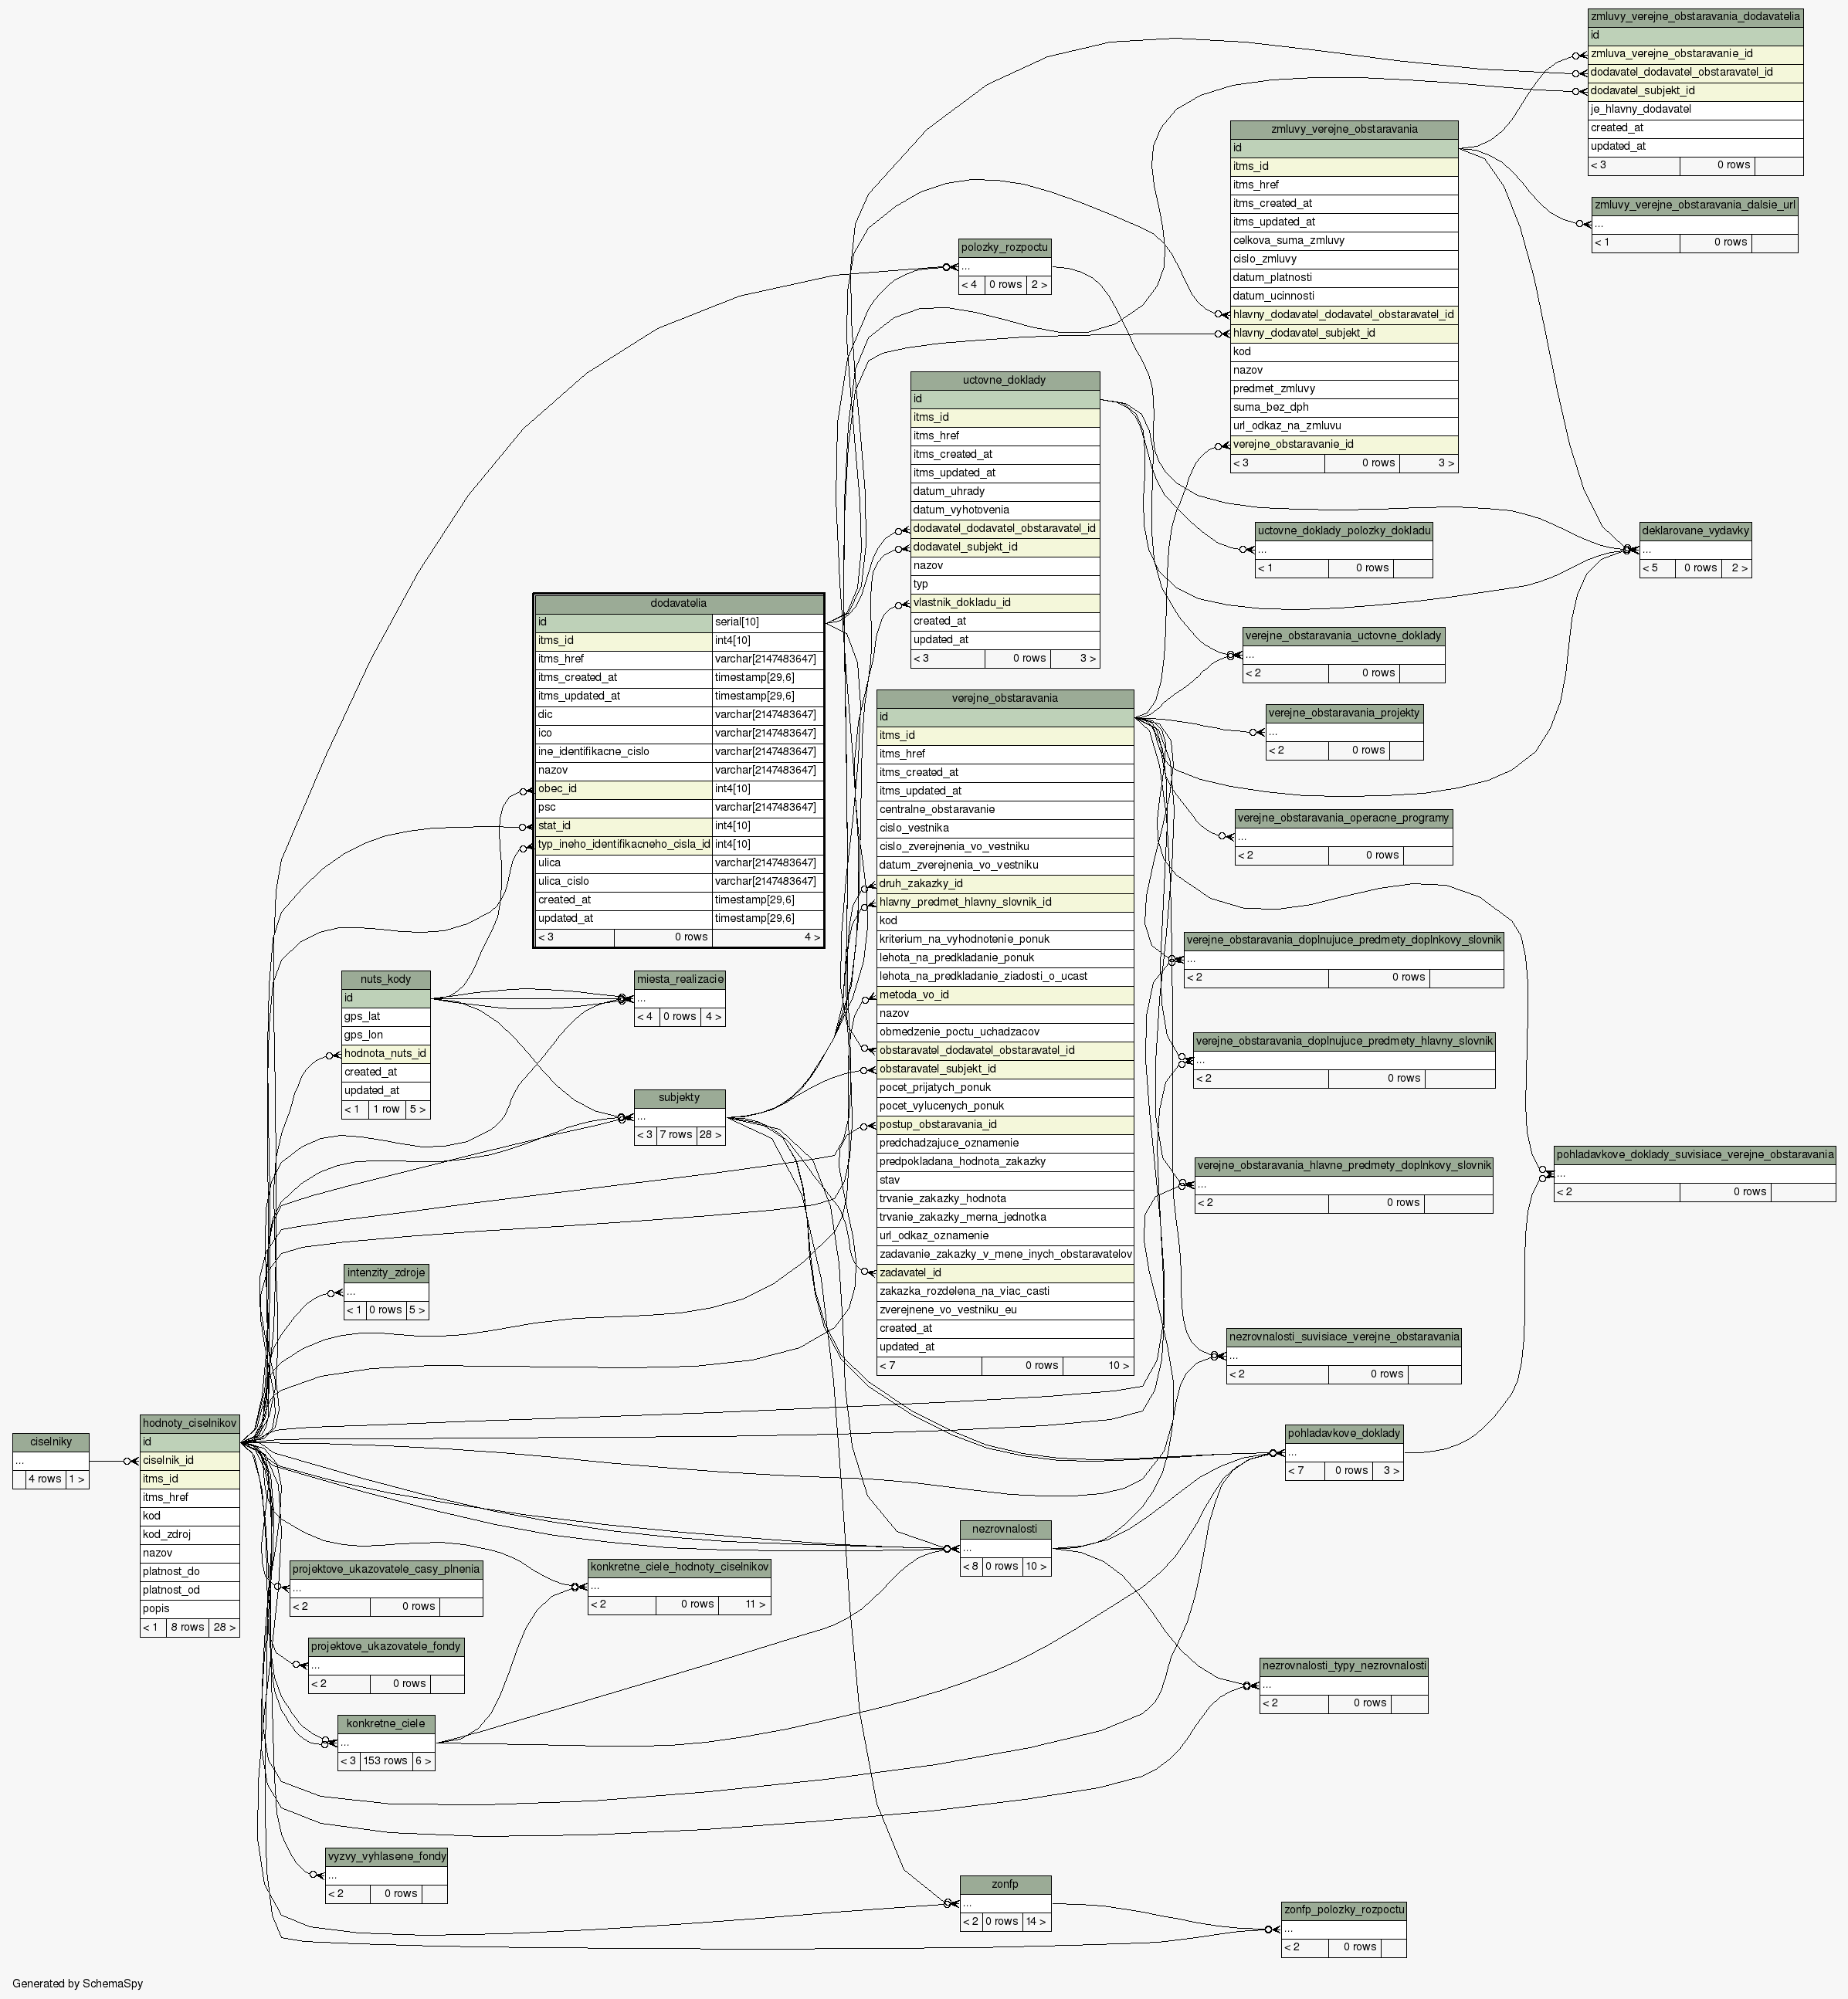 zmluvy_verejne_obstaravania_dodavatelia
id
zmluva_verejne_obstaravanie_id
dodavatel_dodavatel_obstaravatel_id
dodavatel_subjekt_id
je_hlavny_dodavatel
created_at
updated_at
< 3 0 rows
zmluvy_verejne_obstaravania
id
itms_id
itms_href
itms_created_at
itms_updated_at
celkova_suma_zmluvy
cislo_zmluvy
datum_platnosti
datum_ucinnosti
hlavny_dodavatel_dodavatel_obstaravatel_id
hlavny_dodavatel_subjekt_id
kod
nazov
predmet_zmluvy
suma_bez_dph
url_odkaz_na_zmluvu
verejne_obstaravanie_id
< 3 0 rows 3 >
zmluvy_verejne_obstaravania_dalsie_url
...
< 1 0 rows
polozky_rozpoctu
...
< 4 0 rows 2 >
uctovne_doklady
id
itms_id
itms_href
itms_created_at
itms_updated_at
datum_uhrady
datum_vyhotovenia
dodavatel_dodavatel_obstaravatel_id
dodavatel_subjekt_id
nazov
typ
vlastnik_dokladu_id
created_at
updated_at
< 3 0 rows 3 >
uctovne_doklady_polozky_dokladu
...
< 1 0 rows
deklarovane_vydavky
...
< 5 0 rows 2 >
dodavatelia
id serial[10]
itms_id int4[10]
itms_href varchar[2147483647]
itms_created_at timestamp[29,6]
itms_updated_at timestamp[29,6]
dic varchar[2147483647]
ico varchar[2147483647]
ine_identifikacne_cislo varchar[2147483647]
nazov varchar[2147483647]
obec_id int4[10]
psc varchar[2147483647]
stat_id int4[10]
typ_ineho_identifikacneho_cisla_id int4[10]
ulica varchar[2147483647]
ulica_cislo varchar[2147483647]
created_at timestamp[29,6]
updated_at timestamp[29,6]
< 3 0 rows 4 >
verejne_obstaravania_uctovne_doklady
...
< 2 0 rows
verejne_obstaravania
id
itms_id
itms_href
itms_created_at
itms_updated_at
centralne_obstaravanie
cislo_vestnika
cislo_zverejnenia_vo_vestniku
datum_zverejnenia_vo_vestniku
druh_zakazky_id
hlavny_predmet_hlavny_slovnik_id
kod
kriterium_na_vyhodnotenie_ponuk
lehota_na_predkladanie_ponuk
lehota_na_predkladanie_ziadosti_o_ucast
metoda_vo_id
nazov
obmedzenie_poctu_uchadzacov
obstaravatel_dodavatel_obstaravatel_id
obstaravatel_subjekt_id
pocet_prijatych_ponuk
pocet_vylucenych_ponuk
postup_obstaravania_id
predchadzajuce_oznamenie
predpokladana_hodnota_zakazky
stav
trvanie_zakazky_hodnota
trvanie_zakazky_merna_jednotka
url_odkaz_oznamenie
zadavanie_zakazky_v_mene_inych_obstaravatelov
zadavatel_id
zakazka_rozdelena_na_viac_casti
zverejnene_vo_vestniku_eu
created_at
updated_at
< 7 0 rows 10 >
verejne_obstaravania_projekty
...
< 2 0 rows
verejne_obstaravania_operacne_programy
...
< 2 0 rows
verejne_obstaravania_doplnujuce_predmety_doplnkovy_slovnik
...
< 2 0 rows
nuts_kody
id
gps_lat
gps_lon
hodnota_nuts_id
created_at
updated_at
< 1 1 row 5 >
miesta_realizacie
...
< 4 0 rows 4 >
verejne_obstaravania_doplnujuce_predmety_hlavny_slovnik
...
< 2 0 rows
subjekty
...
< 3 7 rows 28 >
verejne_obstaravania_hlavne_predmety_doplnkovy_slovnik
...
< 2 0 rows
pohladavkove_doklady_suvisiace_verejne_obstaravania
...
< 2 0 rows
intenzity_zdroje
...
< 1 0 rows 5 >
nezrovnalosti_suvisiace_verejne_obstaravania
...
< 2 0 rows
ciselniky
...
4 rows 1 >
hodnoty_ciselnikov
id
ciselnik_id
itms_id
itms_href
kod
kod_zdroj
nazov
platnost_do
platnost_od
popis
< 1 8 rows 28 >
pohladavkove_doklady
...
< 7 0 rows 3 >
nezrovnalosti
...
< 8 0 rows 10 >
projektove_ukazovatele_casy_plnenia
...
< 2 0 rows
konkretne_ciele_hodnoty_ciselnikov
...
< 2 0 rows 11 >
projektove_ukazovatele_fondy
...
< 2 0 rows
nezrovnalosti_typy_nezrovnalosti
...
< 2 0 rows
konkretne_ciele
...
< 3 153 rows 6 >
vyzvy_vyhlasene_fondy
...
< 2 0 rows
zonfp
...
< 2 0 rows 14 >
zonfp_polozky_rozpoctu
...
< 2 0 rows
Generated by SchemaSpy